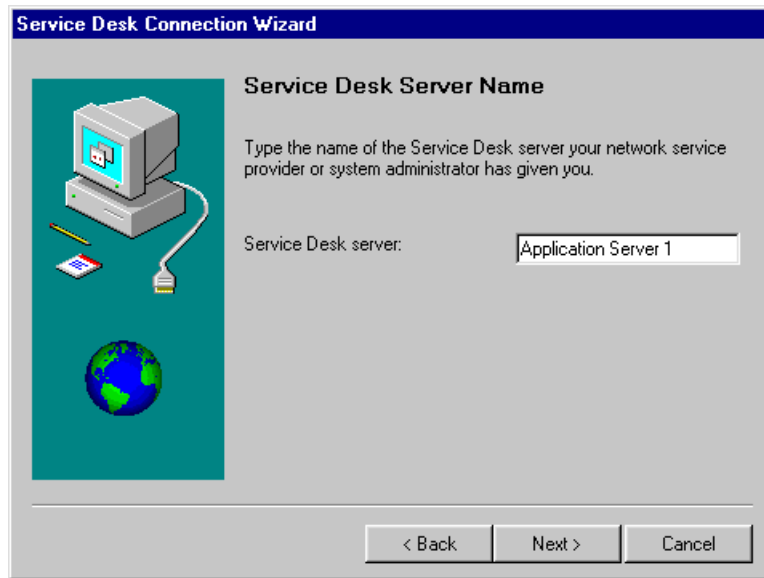 Service Desk Connection Wizard
Service Desk Server Name
Type the name of the Service Desk server your network service
provider or system administrator has given you.
Service Desk server:
Application Server 1
< Back
Next >
Cancel